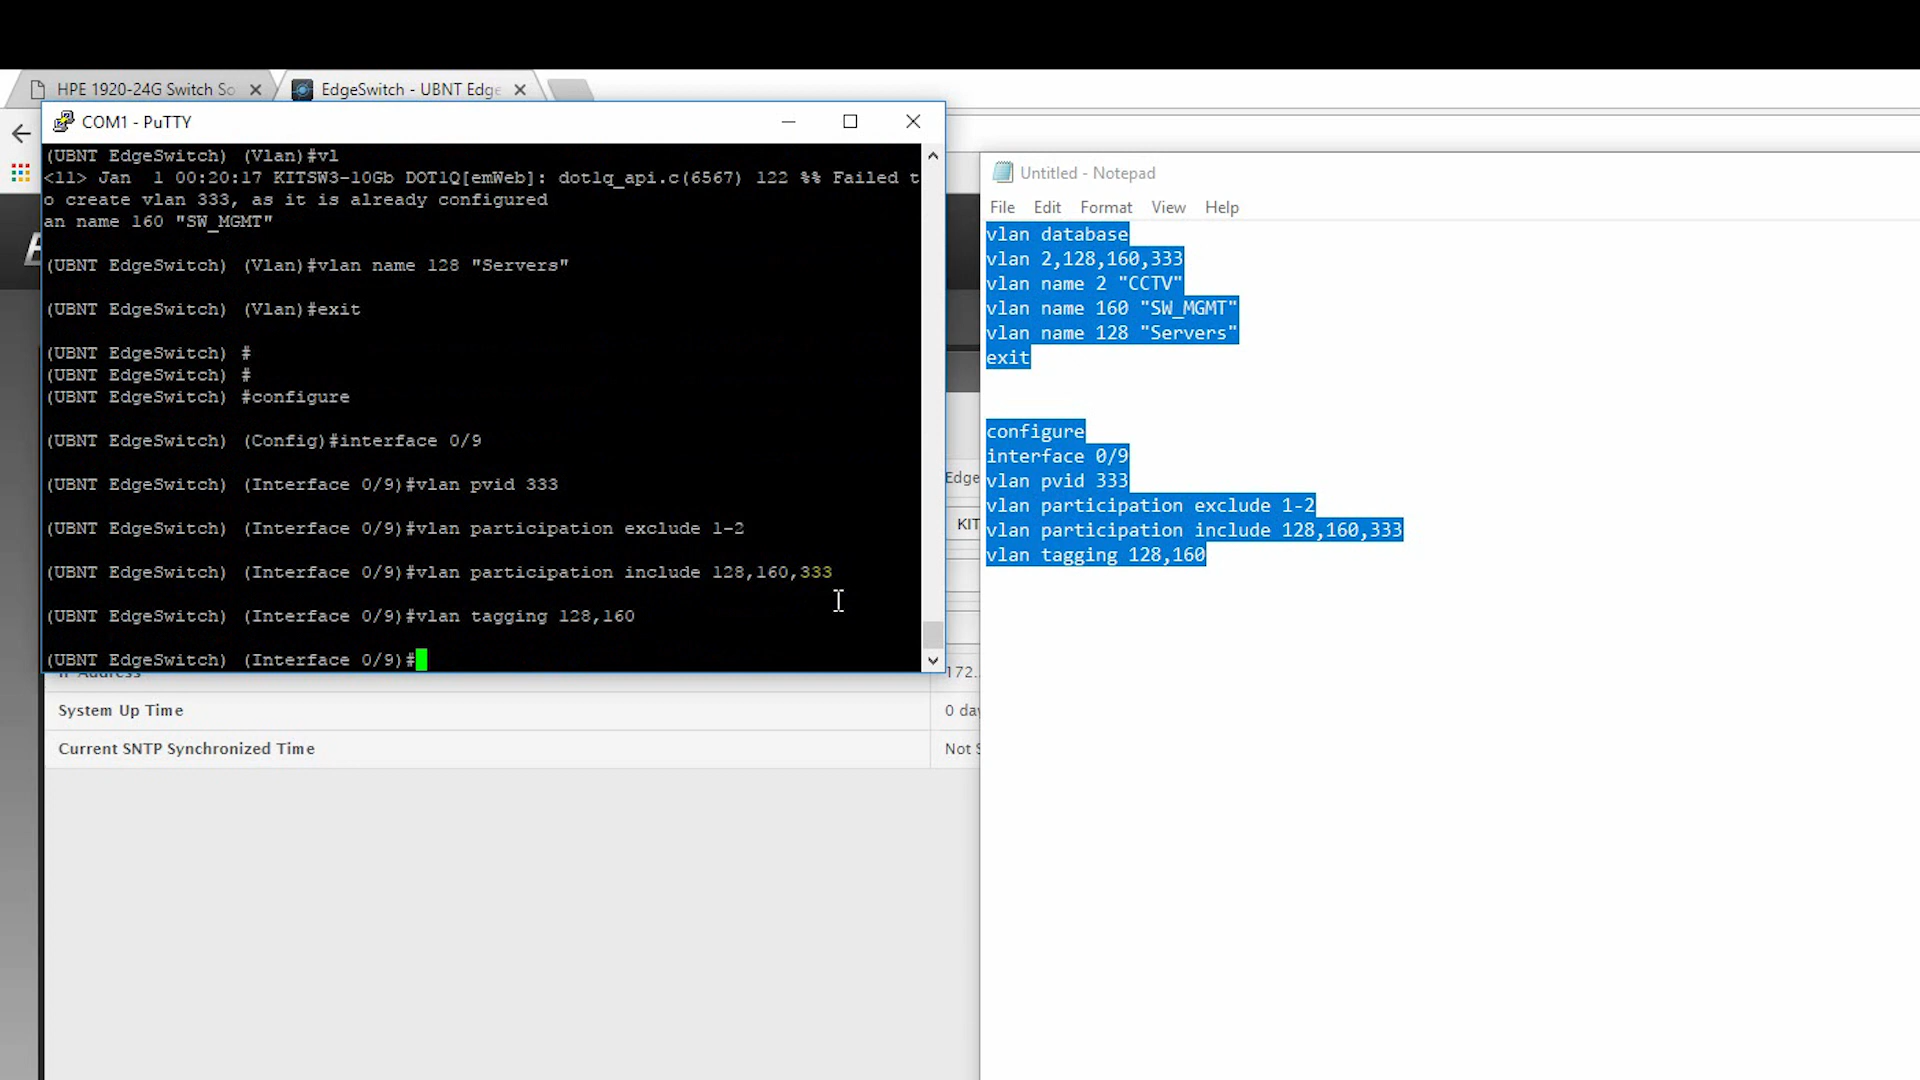 HPE 1920-24G Switch So
EdgeSwitch - UBNT Edge
COM1 - PuTTY
(UBNT EdgeSwitch) (Vlan)#vl
<11> Jan  1 00:20:17 KITSW3-10Gb DOT1Q[emWeb]: dot1q_api.c(6567) 122 %% Failed t
o create vlan 333, as it is already configured
an name 160 "SW_MGMT"
(UBNT EdgeSwitch) (Vlan)#vlan name 128 "Servers"
(UBNT EdgeSwitch) (Vlan)#exit
(UBNT EdgeSwitch) #
(UBNT EdgeSwitch) #
(UBNT EdgeSwitch) #configure
(UBNT EdgeSwitch) (Config)#interface 0/9
(UBNT EdgeSwitch) (Interface 0/9)#vlan pvid 333
(UBNT EdgeSwitch) (Interface 0/9)#vlan participation exclude 1-2
(UBNT EdgeSwitch) (Interface 0/9)#vlan participation include 128,160,333
(UBNT EdgeSwitch) (Interface 0/9)#vlan tagging 128,160
(UBNT EdgeSwitch) (Interface 0/9)#
Untitled - Notepad
File Edit Format View Help
vlan database
vlan 2,128,160,333
vlan name 2 "CCTV"
vlan name 160 "SW_MGMT"
vlan name 128 "Servers"
exit
configure
interface 0/9
vlan pvid 333
vlan participation exclude 1-2
vlan participation include 128,160,333
vlan tagging 128,160
Edge
KIT
IP Address 172.
System Up Time 0 day
Current SNTP Synchronized Time Not S